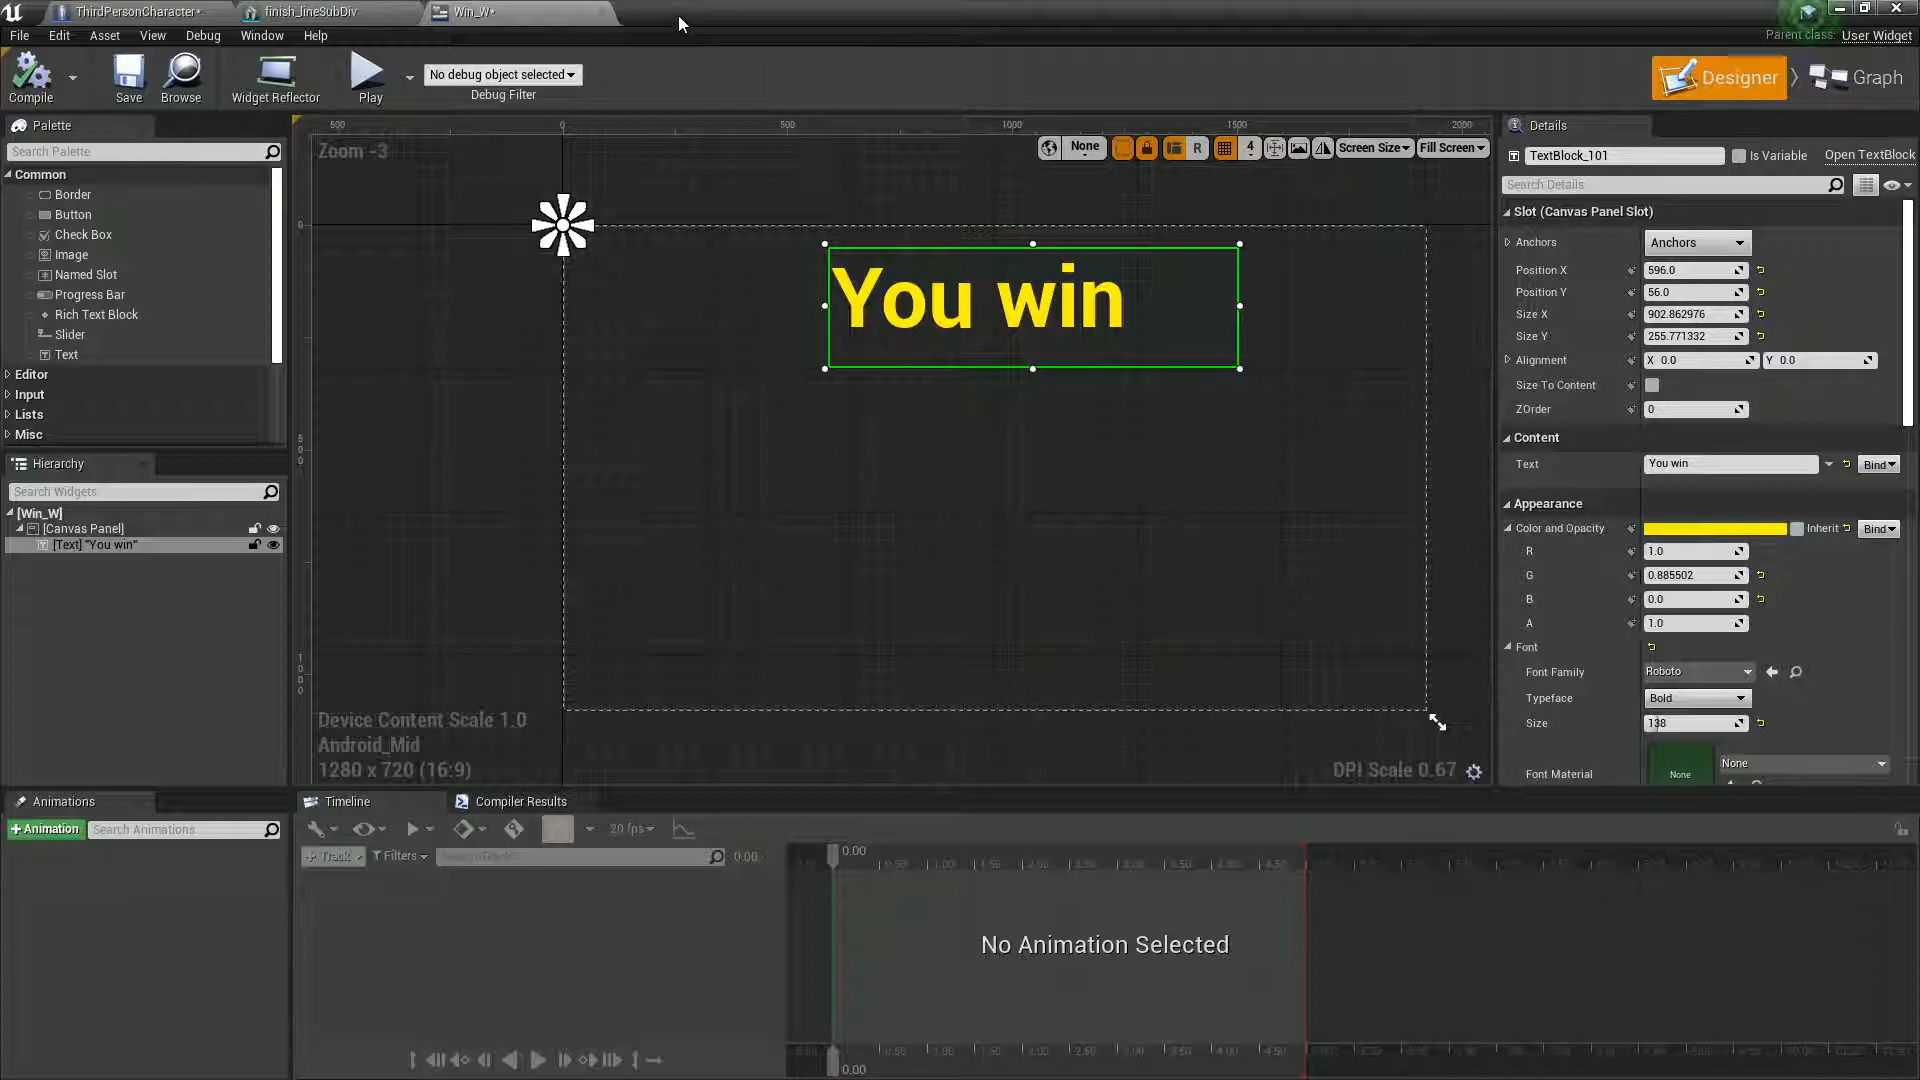 ThirdPersonCharacter*
finish_lineSubDiv
Win_W*
File
Edit
Asset
View
Debug
Window
Help
Parent class: User Widget
Compile
Save
Browse
Widget Reflector
Play
No debug object selected
Debug Filter
Designer
Graph
Palette
Search Palette
Common
Border
Button
Check Box
Image
Named Slot
Progress Bar
Rich Text Block
Slider
Text
Editor
Input
Lists
Misc
Hierarchy
Search Widgets
[Win_W]
[Canvas Panel]
[Text] "You win"
Animations
+ Animation
Search Animations
500
0
500
1000
1500
2000
Zoom -3
None
R
4
Screen Size
Fill Screen
0
500
1000
You win
Device Content Scale 1.0
Android_Mid
1280 x 720 (16:9)
DPI Scale 0.67
Details
TextBlock_101
Is Variable
Open TextBlock
Search Details
Slot (Canvas Panel Slot)
Anchors
Anchors
Position X
596.0
Position Y
56.0
Size X
902.862976
Size Y
255.771332
Alignment
X 0.0
Y 0.0
Size To Content
ZOrder
0
Content
Text
You win
Bind
Appearance
Color and Opacity
Inherit
Bind
R
1.0
G
0.885502
B
0.0
A
1.0
Font
Font Family
Roboto
Typeface
Bold
Size
138
Font Material
None
None
Timeline
Compiler Results
20 fps
+ Track
Filters
0.00
0.00
No Animation Selected
0.00